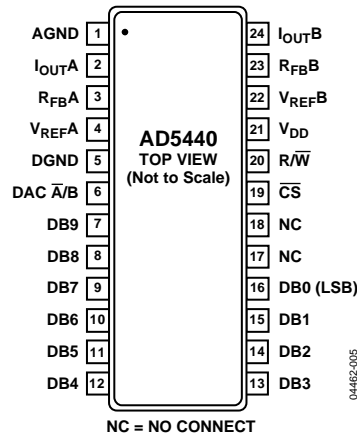 AGND 1 24 IOUTB
IOUTA 2 23 RFBB
RFBA 3 22 VREFB
VREFA 4 21 VDD
AD5440
TOP VIEW
(Not to Scale)
DGND 5 20 R/W̅
DAC A̅/B 6 19 C̅S̅
DB9 7 18 NC
DB8 8 17 NC
DB7 9 16 DB0 (LSB)
DB6 10 15 DB1
DB5 11 14 DB2
DB4 12 13 DB3
NC = NO CONNECT
04462-005